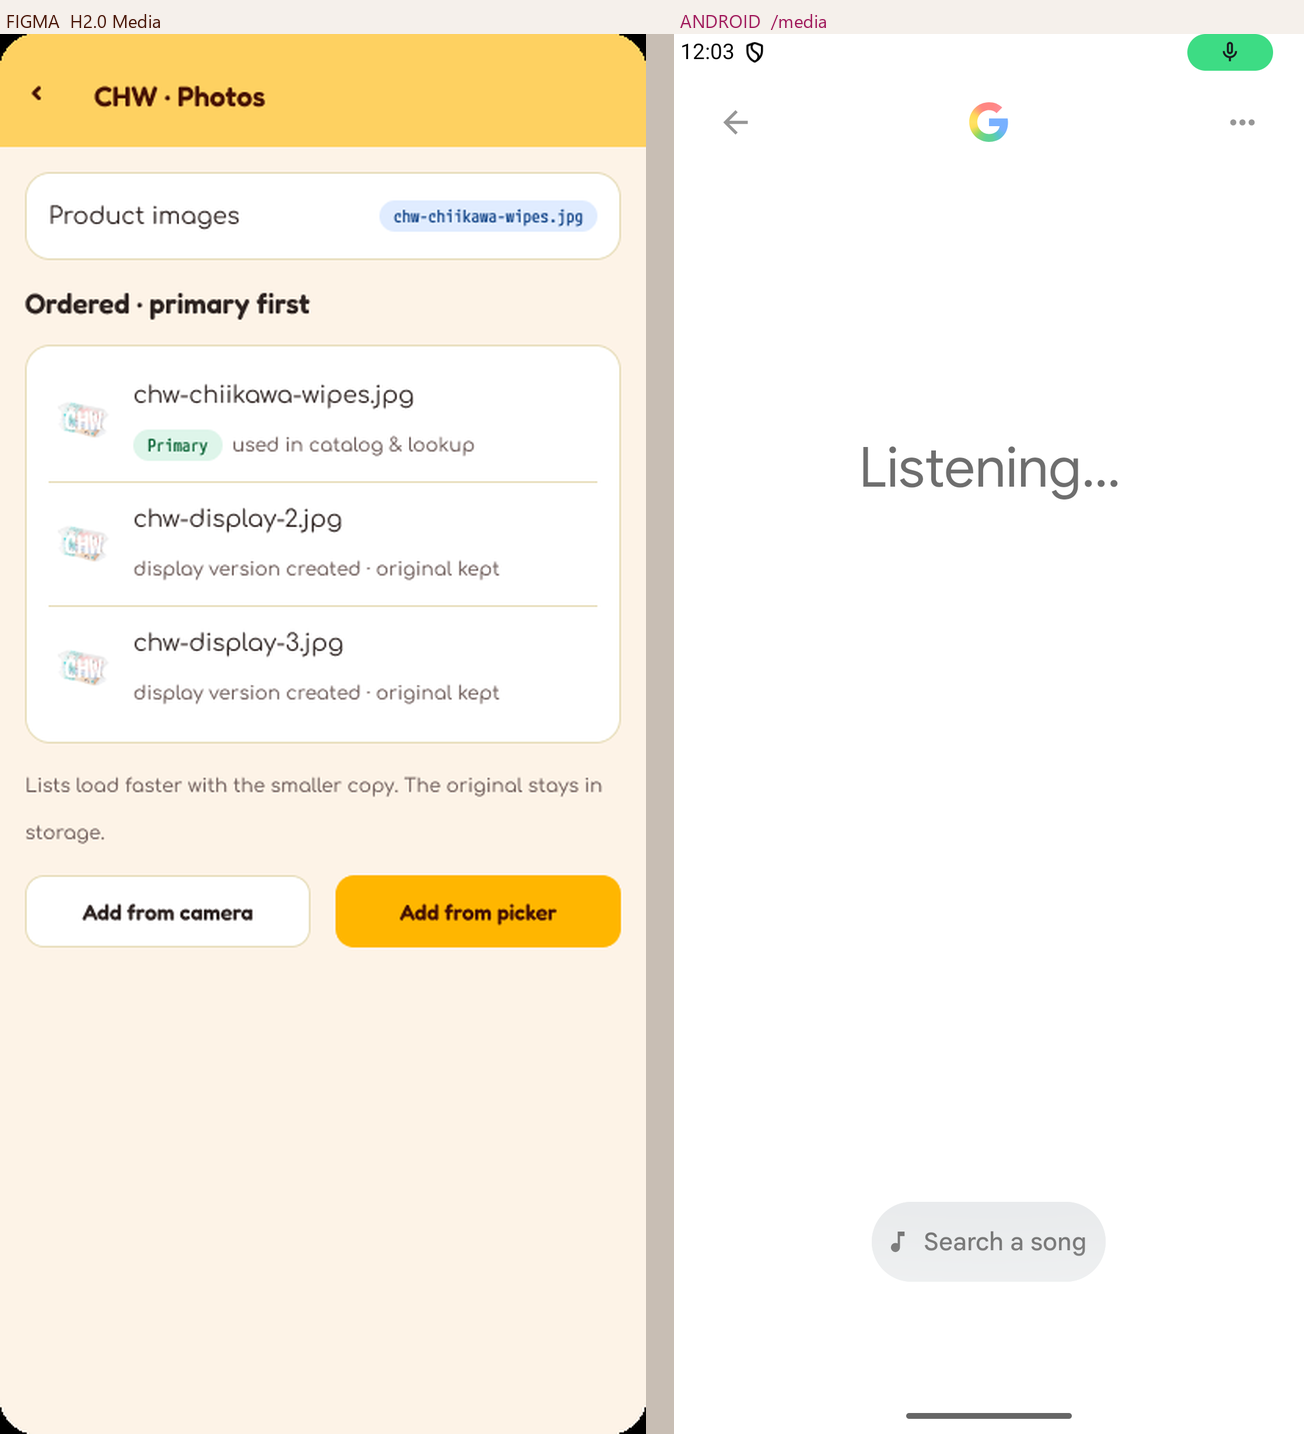 FIGMA H2.0 Media
CHW · Photos
Product images
chw-chiikawa-wipes.jpg
Ordered · primary first
chw-chiikawa-wipes.jpg
Primary used in catalog & lookup
chw-display-2.jpg
display version created · original kept
chw-display-3.jpg
display version created · original kept
Lists load faster with the smaller copy. The original stays in
storage.
Add from camera
Add from picker
ANDROID /media
12:03
Listening...
Search a song
CHW
CHW
CHW